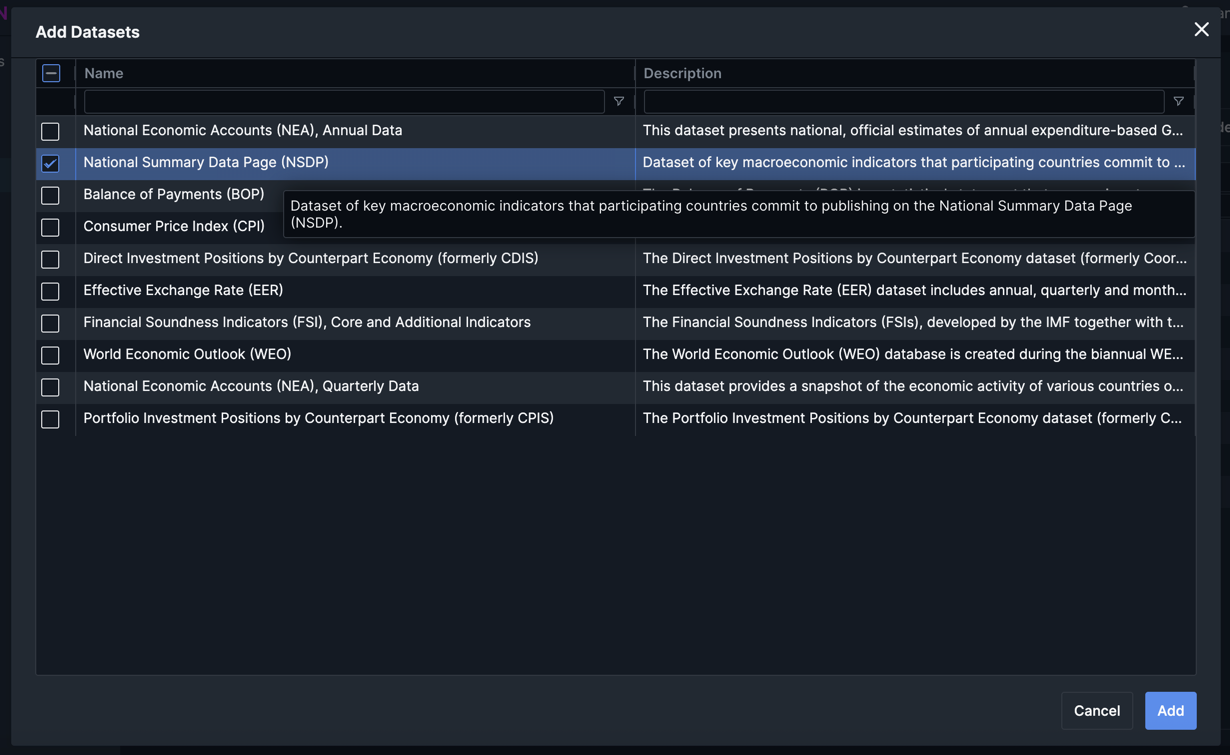 Add Datasets
Name Description
National Economic Accounts (NEA), Annual Data This dataset presents national, official estimates of annual expenditure-based G...
National Summary Data Page (NSDP) Dataset of key macroeconomic indicators that participating countries commit to ...
Balance of Payments (BOP)
Dataset of key macroeconomic indicators that participating countries commit to publishing on the National Summary Data Page
(NSDP).
Consumer Price Index (CPI)
Direct Investment Positions by Counterpart Economy (formerly CDIS) The Direct Investment Positions by Counterpart Economy dataset (formerly Coor...
Effective Exchange Rate (EER) The Effective Exchange Rate (EER) dataset includes annual, quarterly and month...
Financial Soundness Indicators (FSI), Core and Additional Indicators The Financial Soundness Indicators (FSIs), developed by the IMF together with t...
World Economic Outlook (WEO) The World Economic Outlook (WEO) database is created during the biannual WE...
National Economic Accounts (NEA), Quarterly Data This dataset provides a snapshot of the economic activity of various countries o...
Portfolio Investment Positions by Counterpart Economy (formerly CPIS) The Portfolio Investment Positions by Counterpart Economy dataset (formerly C...
Cancel Add